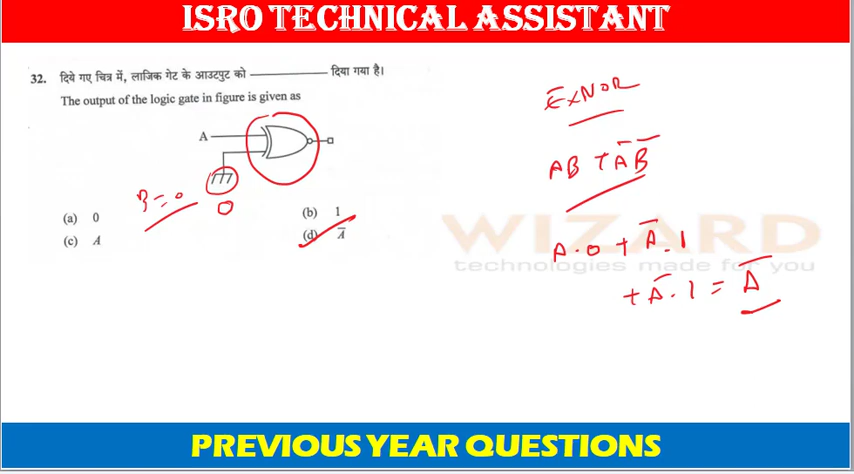 ISRO TECHNICAL ASSISTANT
32. दिये गए चित्र में, लाजिक गेट के आउटपुट को ____________ दिया गया है।
The output of the logic gate in figure is given as
A
B = 0
0
(a) 0
(b) 1
(c) A
(d) A̅
EXNOR
AB + A̅ B̅
A·0 + A̅·1
+ A̅·1 = A̅
WIZARD
technologies made for you
PREVIOUS YEAR QUESTIONS